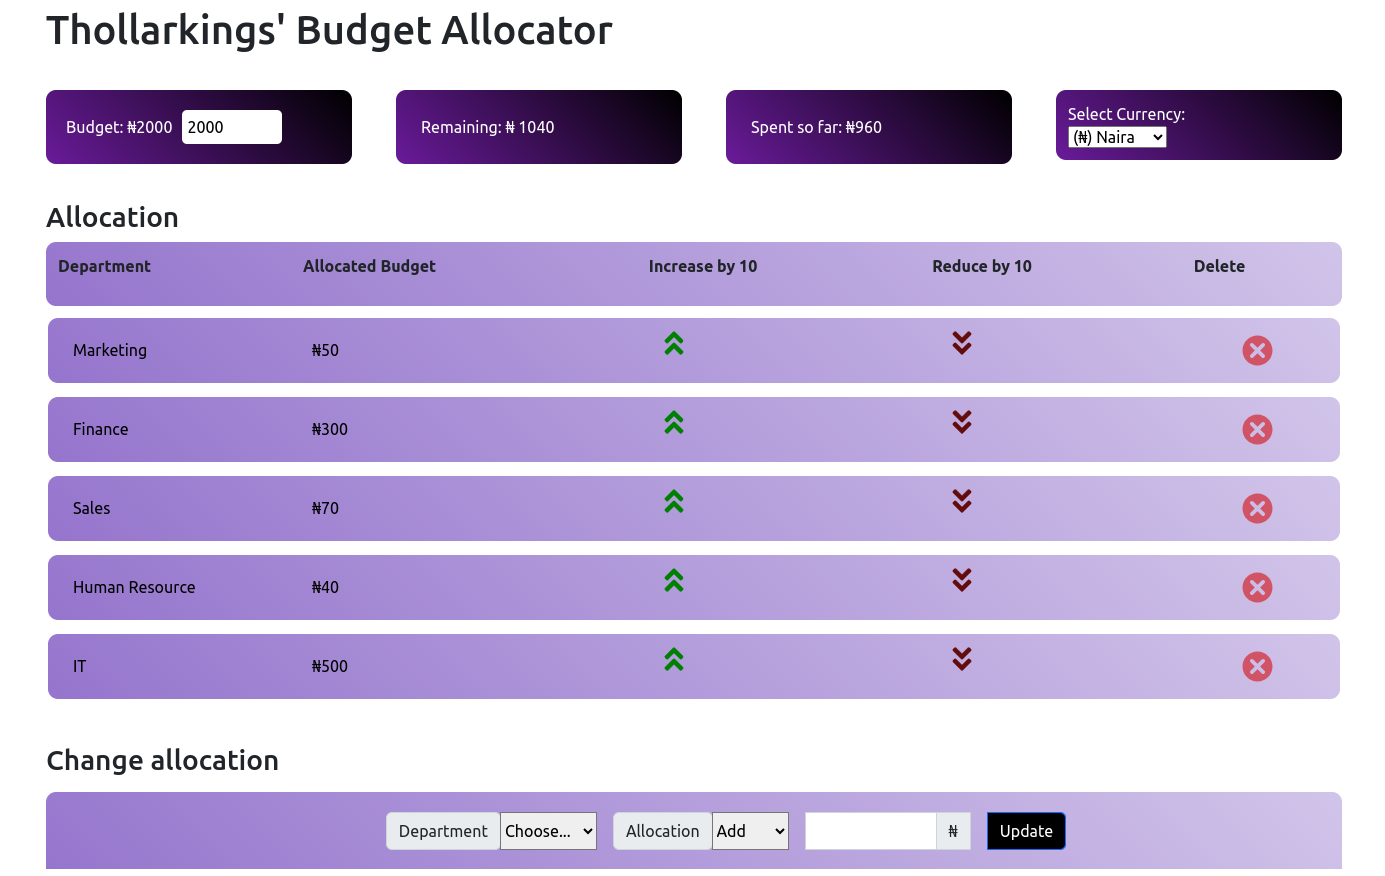 Thollarkings' Budget Allocator
Budget: ₦2000 2000
Remaining: ₦ 1040
Spent so far: ₦960
Select Currency:
(₦) Naira
Allocation
Department Allocated Budget Increase by 10 Reduce by 10 Delete
Marketing ₦50
Finance ₦300
Sales ₦70
Human Resource ₦40
IT ₦500
Change allocation
Department Choose... Allocation Add ₦ Update